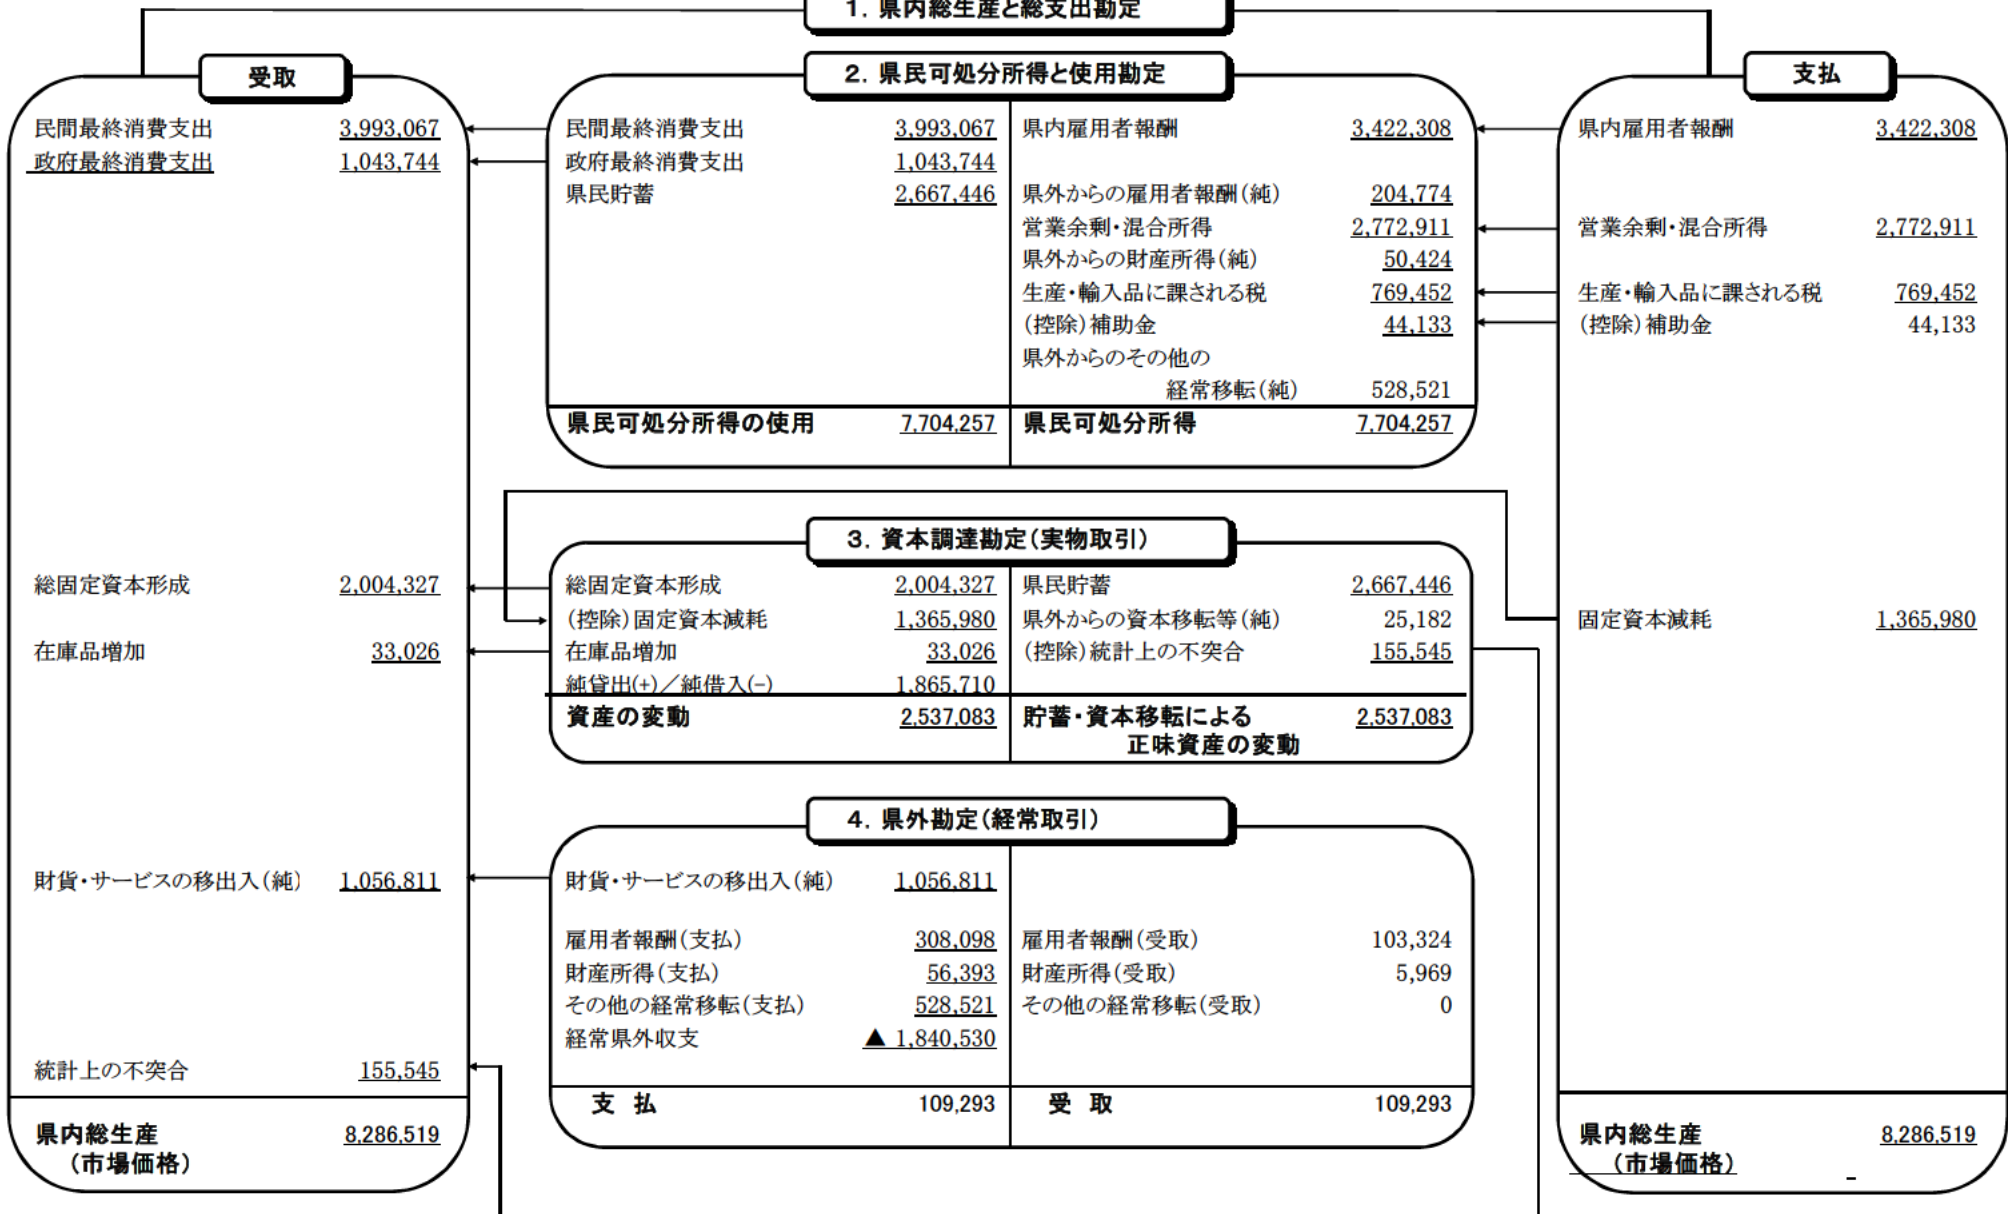 1．県内総生産と総支出勘定
受取
民間最終消費支出 3,993,067
政府最終消費支出 1,043,744
総固定資本形成 2,004,327
在庫品増加 33,026
財貨・サービスの移出入（純） 1,056,811
統計上の不突合 155,545
県内総生産 8,286,519
（市場価格）
2．県民可処分所得と使用勘定
民間最終消費支出 3,993,067 県内雇用者報酬 3,422,308
政府最終消費支出 1,043,744
県民貯蓄 2,667,446 県外からの雇用者報酬（純） 204,774
営業余剰・混合所得 2,772,911
県外からの財産所得（純） 50,424
生産・輸入品に課される税 769,452
（控除）補助金 44,133
県外からのその他の
経常移転（純） 528,521
県民可処分所得の使用 7,704,257 県民可処分所得 7,704,257
3．資本調達勘定（実物取引）
総固定資本形成 2,004,327 県民貯蓄 2,667,446
（控除）固定資本減耗 1,365,980 県外からの資本移転等（純） 25,182
在庫品増加 33,026 （控除）統計上の不突合 155,545
純貸出(+)／純借入(−) 1,865,710
資産の変動 2,537,083 貯蓄・資本移転による 2,537,083
正味資産の変動
4．県外勘定（経常取引）
財貨・サービスの移出入（純） 1,056,811
雇用者報酬（支払） 308,098 雇用者報酬（受取） 103,324
財産所得（支払） 56,393 財産所得（受取） 5,969
その他の経常移転（支払） 528,521 その他の経常移転（受取） 0
経常県外収支 ▲ 1,840,530
支 払 109,293 受 取 109,293
支払
県内雇用者報酬 3,422,308
営業余剰・混合所得 2,772,911
生産・輸入品に課される税 769,452
（控除）補助金 44,133
固定資本減耗 1,365,980
県内総生産 8,286,519
（市場価格）